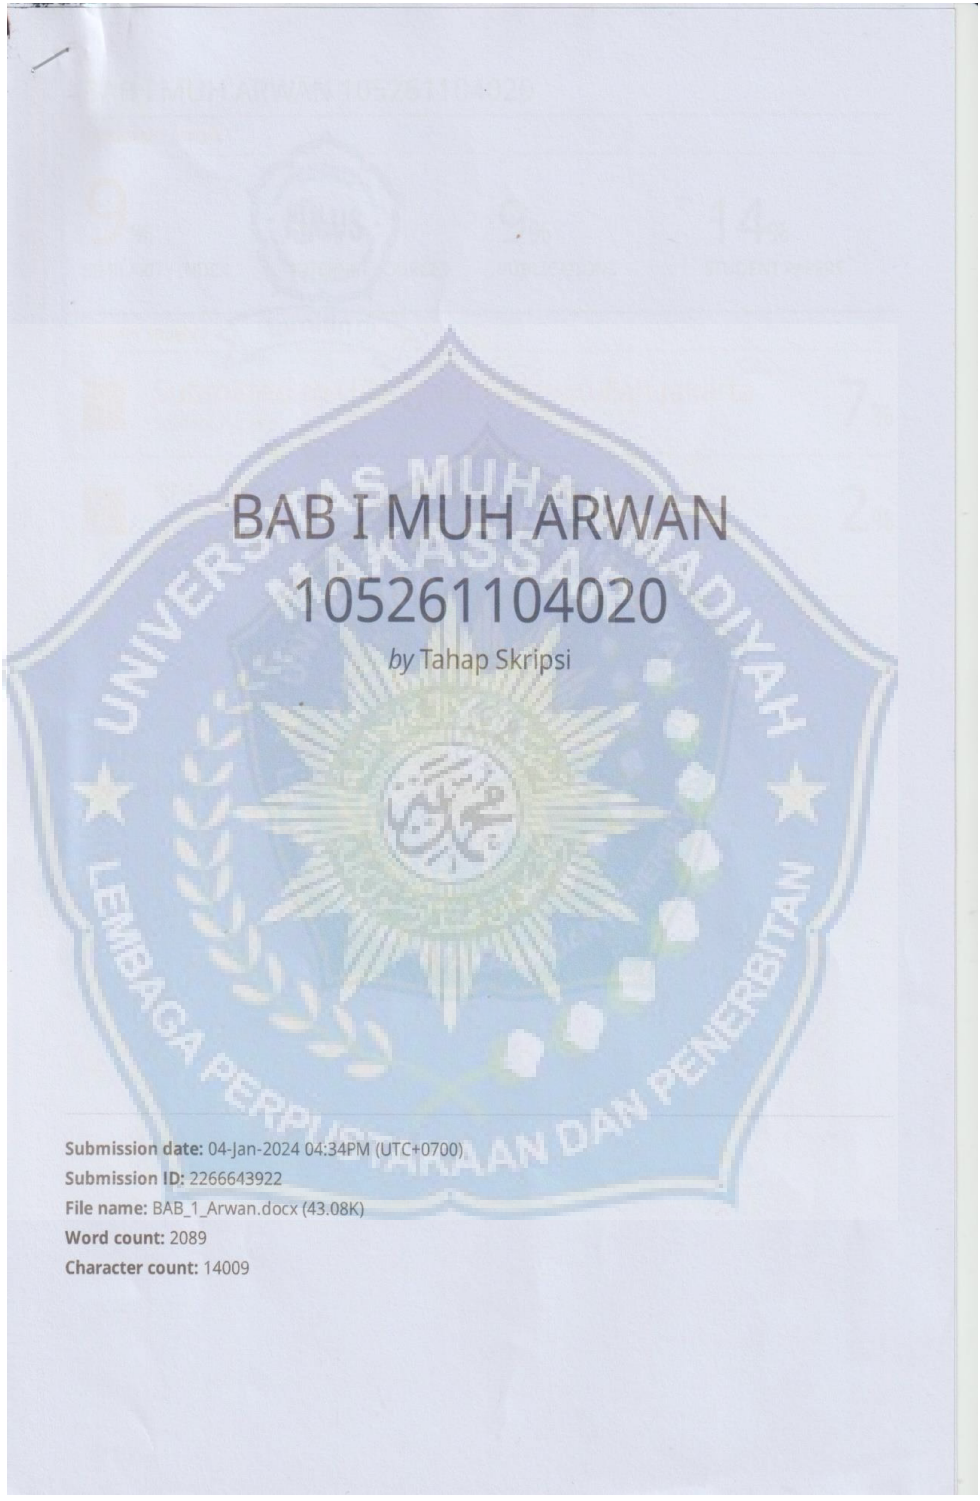 BAB I MUH ARWAN
105261104020
by Tahap Skripsi
UNIVERSITAS MUHAMMADIYAH
MAKASSAR
LEMBAGA PERPUSTAKAAN DAN PENERBITAN
Submission date: 04-Jan-2024 04:34PM (UTC+0700)
Submission ID: 2266643922
File name: BAB_1_Arwan.docx (43.08K)
Word count: 2089
Character count: 14009